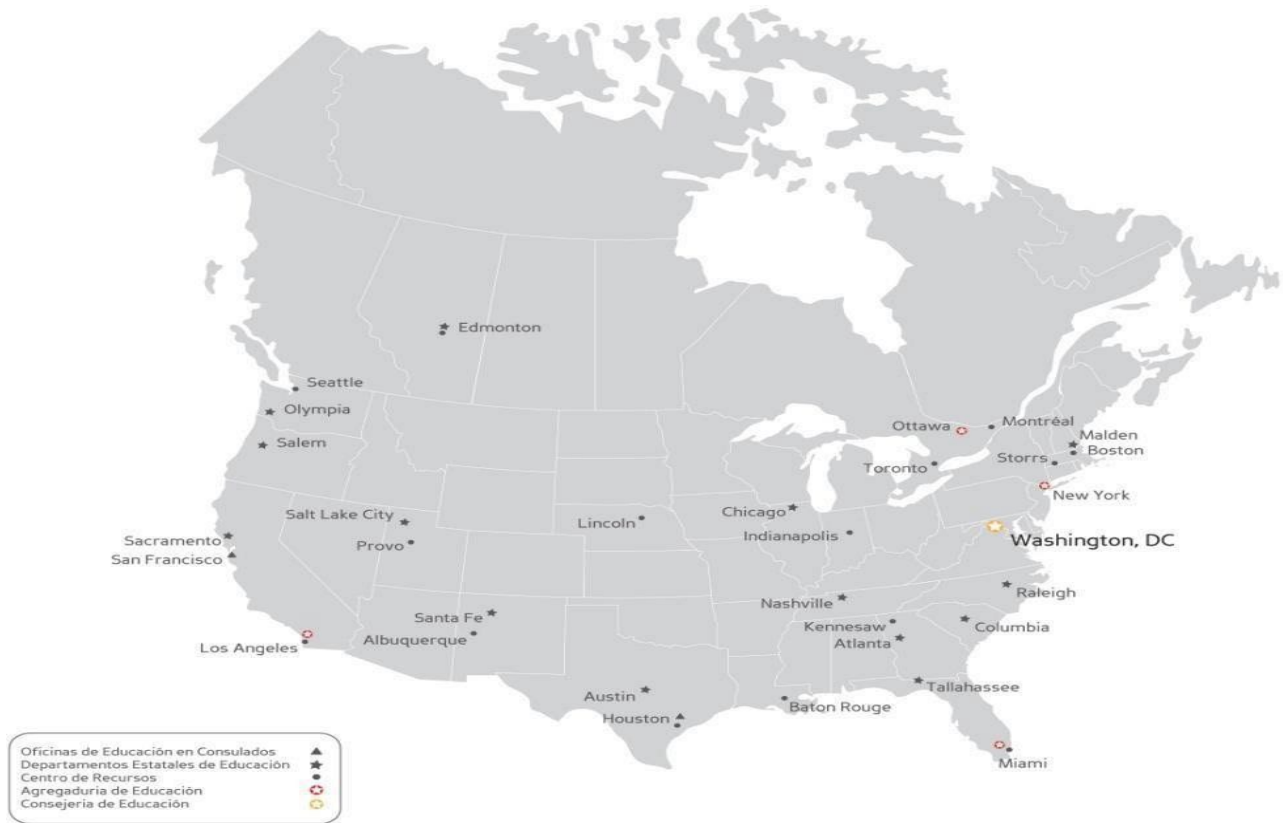 Edmonton
Seattle
Olympia
Salem
Ottawa
Montréal
Malden
Boston
Toronto
Storrs
New York
Salt Lake City
Lincoln
Chicago
Provo
Indianapolis
Sacramento
San Francisco
Washington, DC
Nashville
Raleigh
Santa Fe
Kennesaw
Columbia
Los Angeles
Albuquerque
Atlanta
Austin
Tallahassee
Houston
Baton Rouge
Miami
Oficinas de Educación en Consulados
Departamentos Estatales de Educación
Centro de Recursos
Agregaduría de Educación
Consejería de Educación